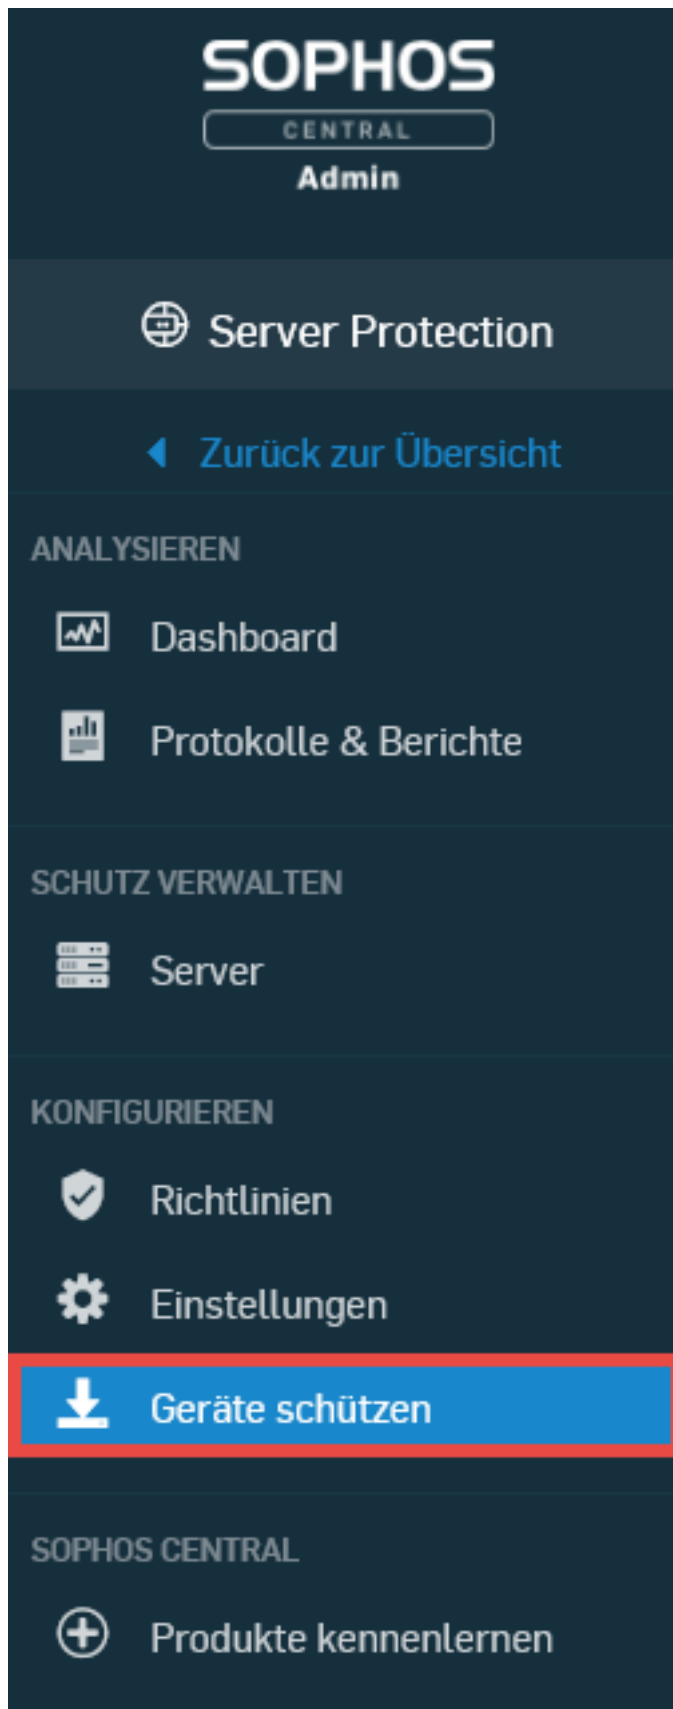 SOPHOS
CENTRAL
Admin
Server Protection
Zurück zur Übersicht
ANALYSIEREN
Dashboard
Protokolle & Berichte
SCHUTZ VERWALTEN
Server
KONFIGURIEREN
Richtlinien
Einstellungen
Geräte schützen
SOPHOS CENTRAL
Produkte kennenlernen